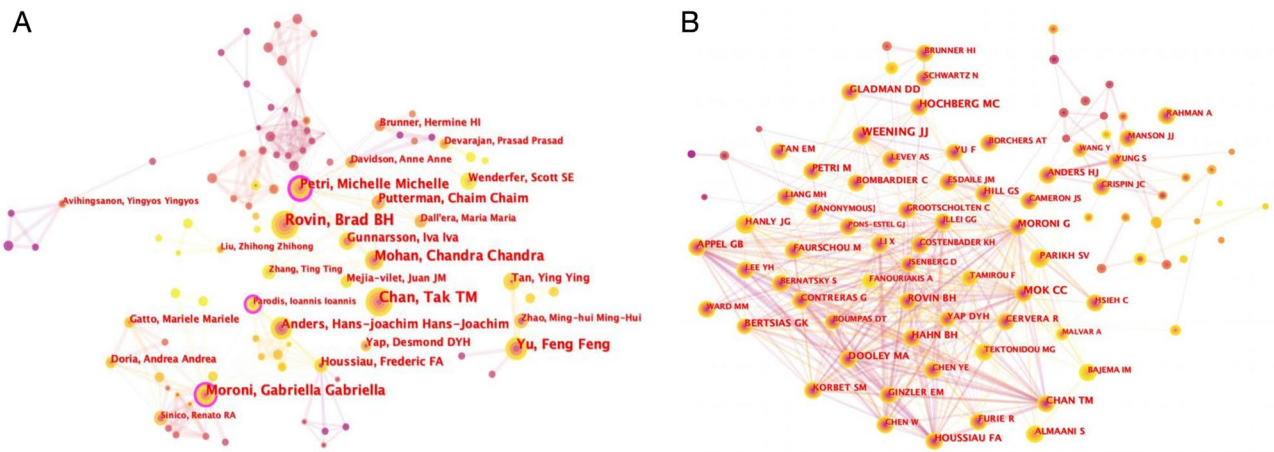 A
Brunner, Hermine HI
Devarajan, Prasad Prasad
Davidson, Anne Anne
Wenderfer, Scott SE
Petri, Michelle Michelle
Putterman, Chaim Chaim
Avihingsanon, Yingyos Yingyos
Rovin, Brad BH
Dall'era, Maria Maria
Gunnarsson, Iva Iva
Liu, Zhihong Zhihong
Mohan, Chandra Chandra
Zhang, Ting Ting
Mejia-vilet, Juan JM
Tan, Ying Ying
Parodis, Ioannis Ioannis
Chan, Tak TM
Gatto, Mariele Mariele
Anders, Hans-joachim Hans-Joachim
Zhao, Ming-hui Ming-Hui
Yap, Desmond DYH
Yu, Feng Feng
Doria, Andrea Andrea
Houssiau, Frederic FA
Moroni, Gabriella Gabriella
Sinico, Renato RA
B
BRUNNER HI
SCHWARTZ N
GLADMAN DD
HOCHBERG MC
RAHMAN A
WEENING JJ
BORCHERS AT
MANSON JJ
TAN EM
LEVEY AS
YU F
WANG Y
YUNG S
PETRI M
BOMBARDIER C
ESDAILE JM
ANDERS HJ
CRISPIN JC
LIANG MH
HILL GS
CAMERON JS
[ANONYMOUS]
GROOTSCHOLTEN C
HANLY JG
PONS-ESTEL GJ
ILLEI GG
MORONI G
APPEL GB
FAURSCHOU M
LI X
COSTENBADER KH
PARIKH SV
LEE YH
ISENBERG D
BERNATSKY S
FANOURIAKIS A
TAMIROU F
MOK CC
WARD MM
CONTRERAS G
ROVIN BH
HSIEH C
BERTSIAS GK
BOUMPAS DT
YAP DYH
CERVERA R
MALVAR A
HAHN BH
DOOLEY MA
TEKTONIDOU MG
CHEN YE
BAJEMA IM
KORBET SM
GINZLER EM
CHAN TM
CHEN W
FURIE R
HOUSSIAU FA
ALMAANI S